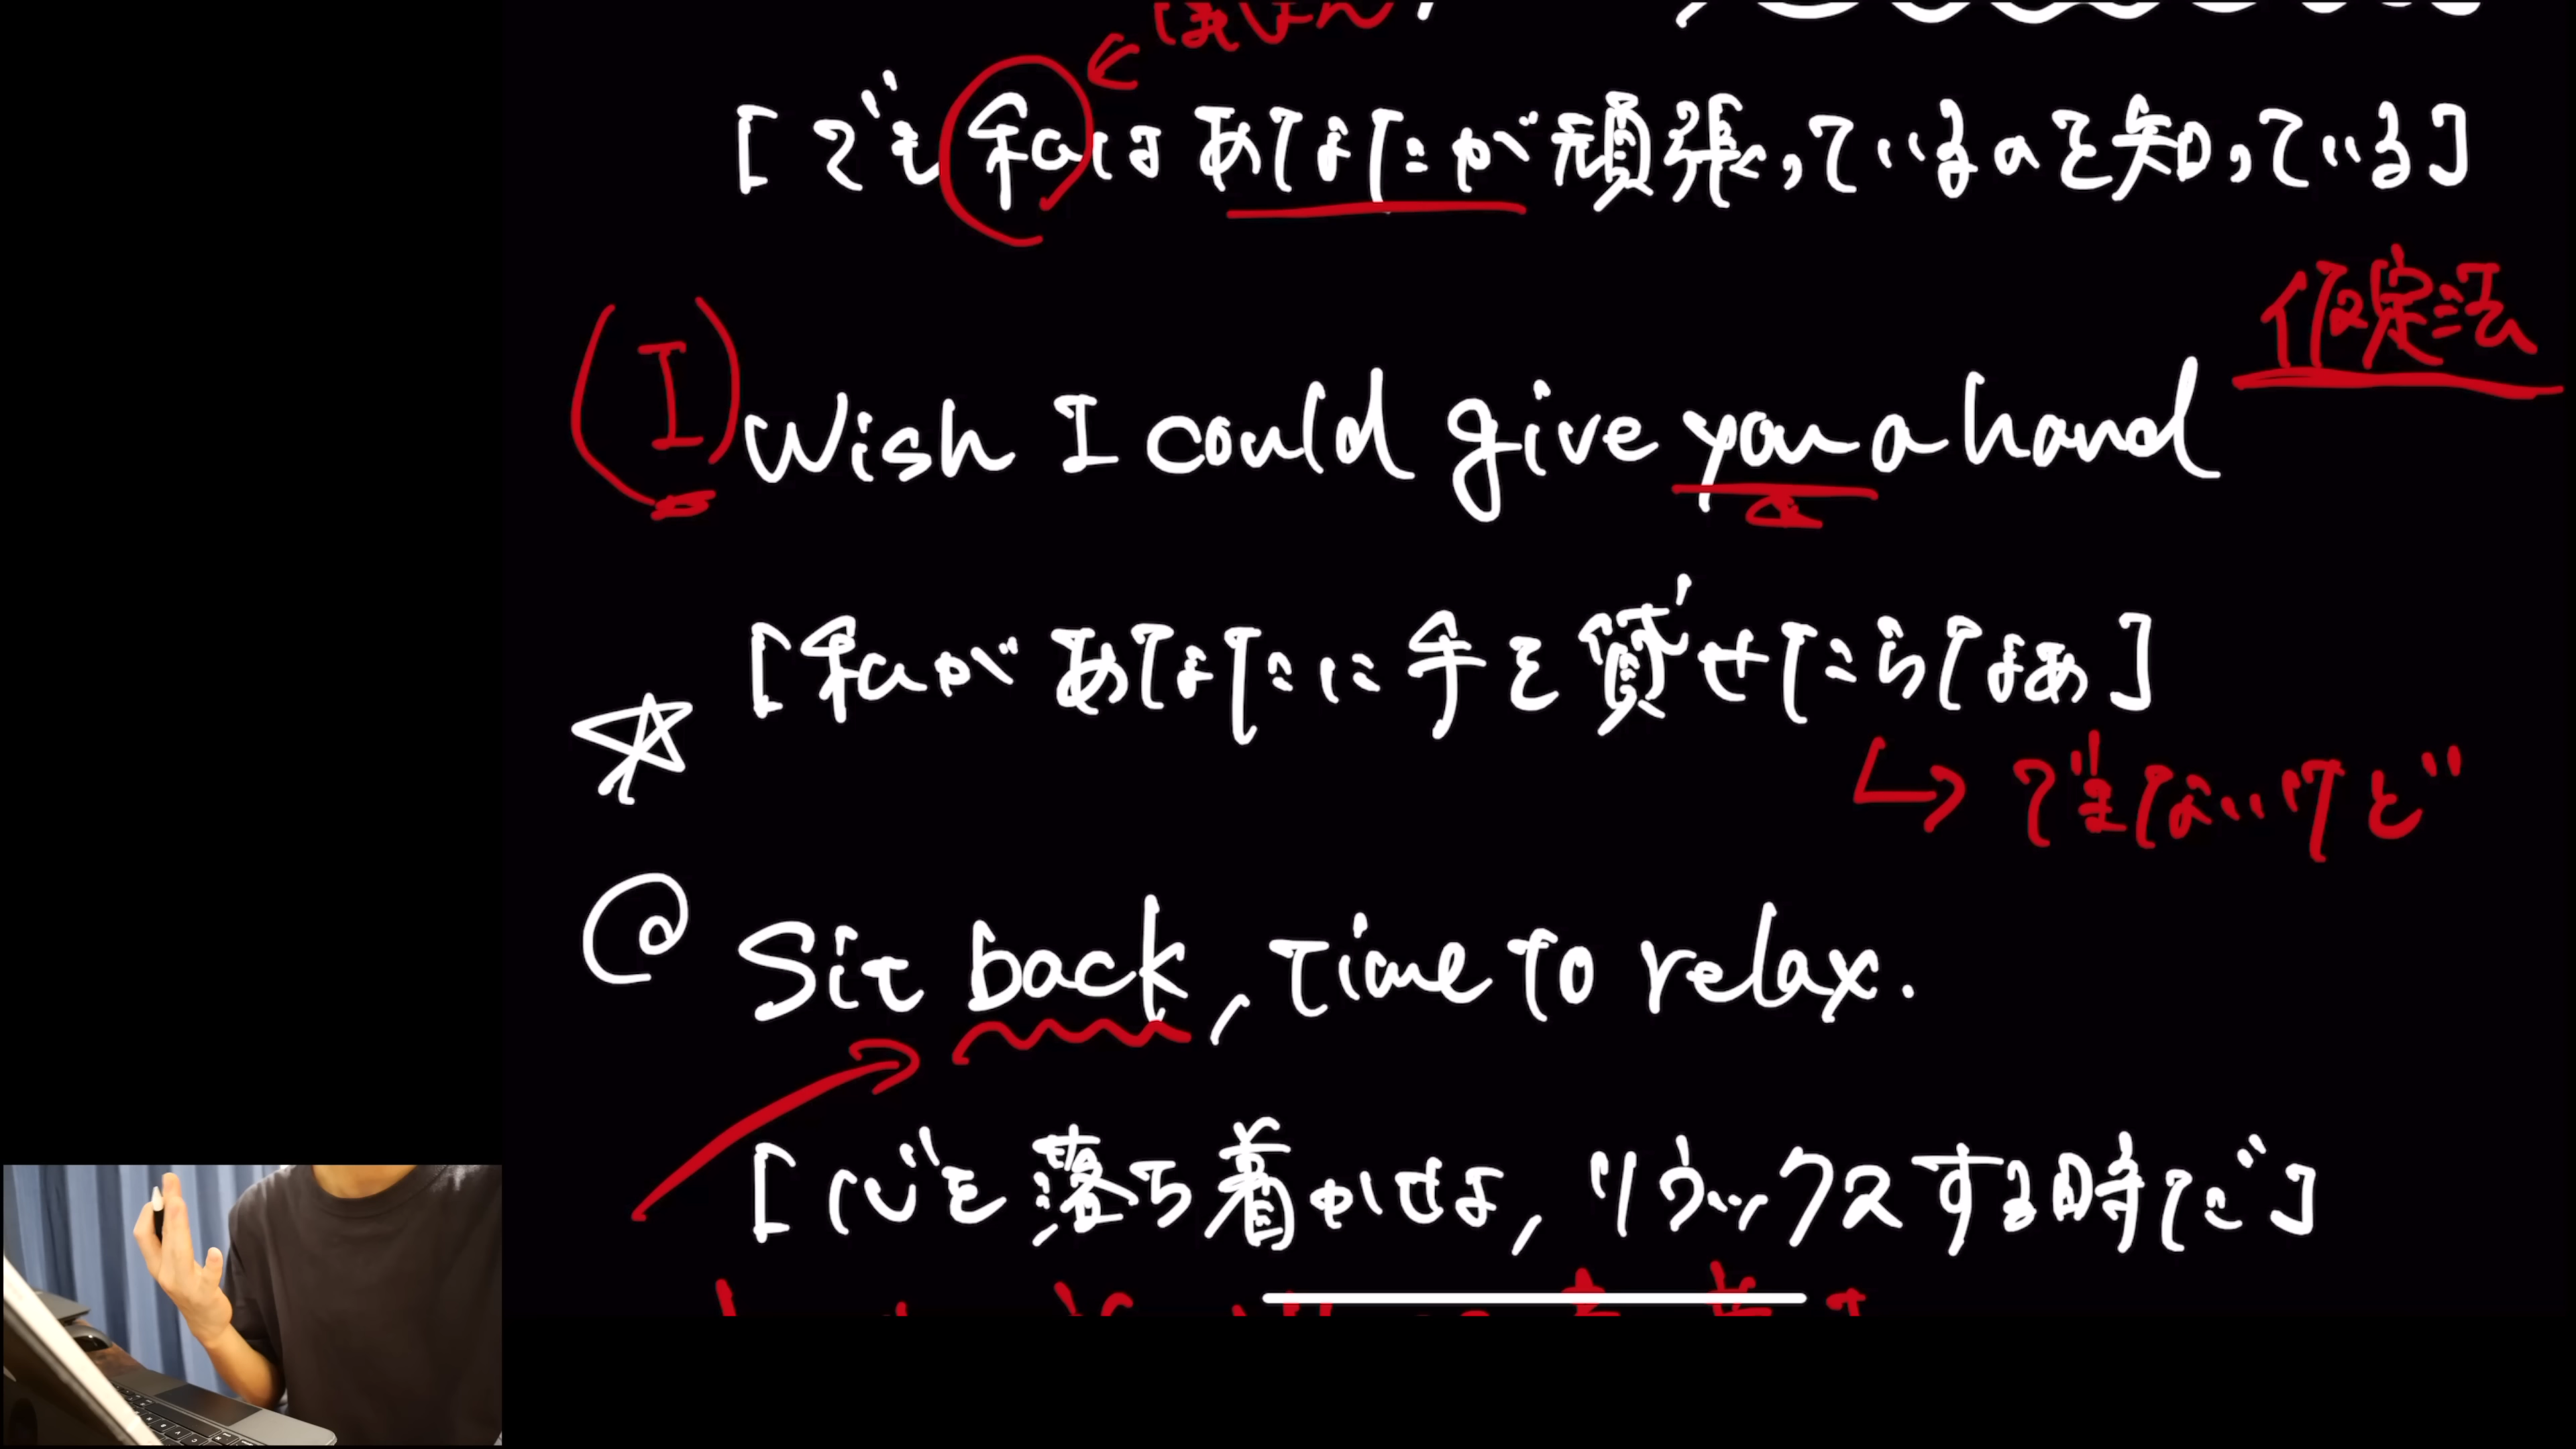 [でも私はあなたが頑張っているのを知っている]
仮定法
(I) Wish I could give you a hand
[私があなたに手を貸せたらなあ]
↳ できないけど
☆
@ Sit back, time to relax.
[心を落ち着かせよ, リラックスする時だ]